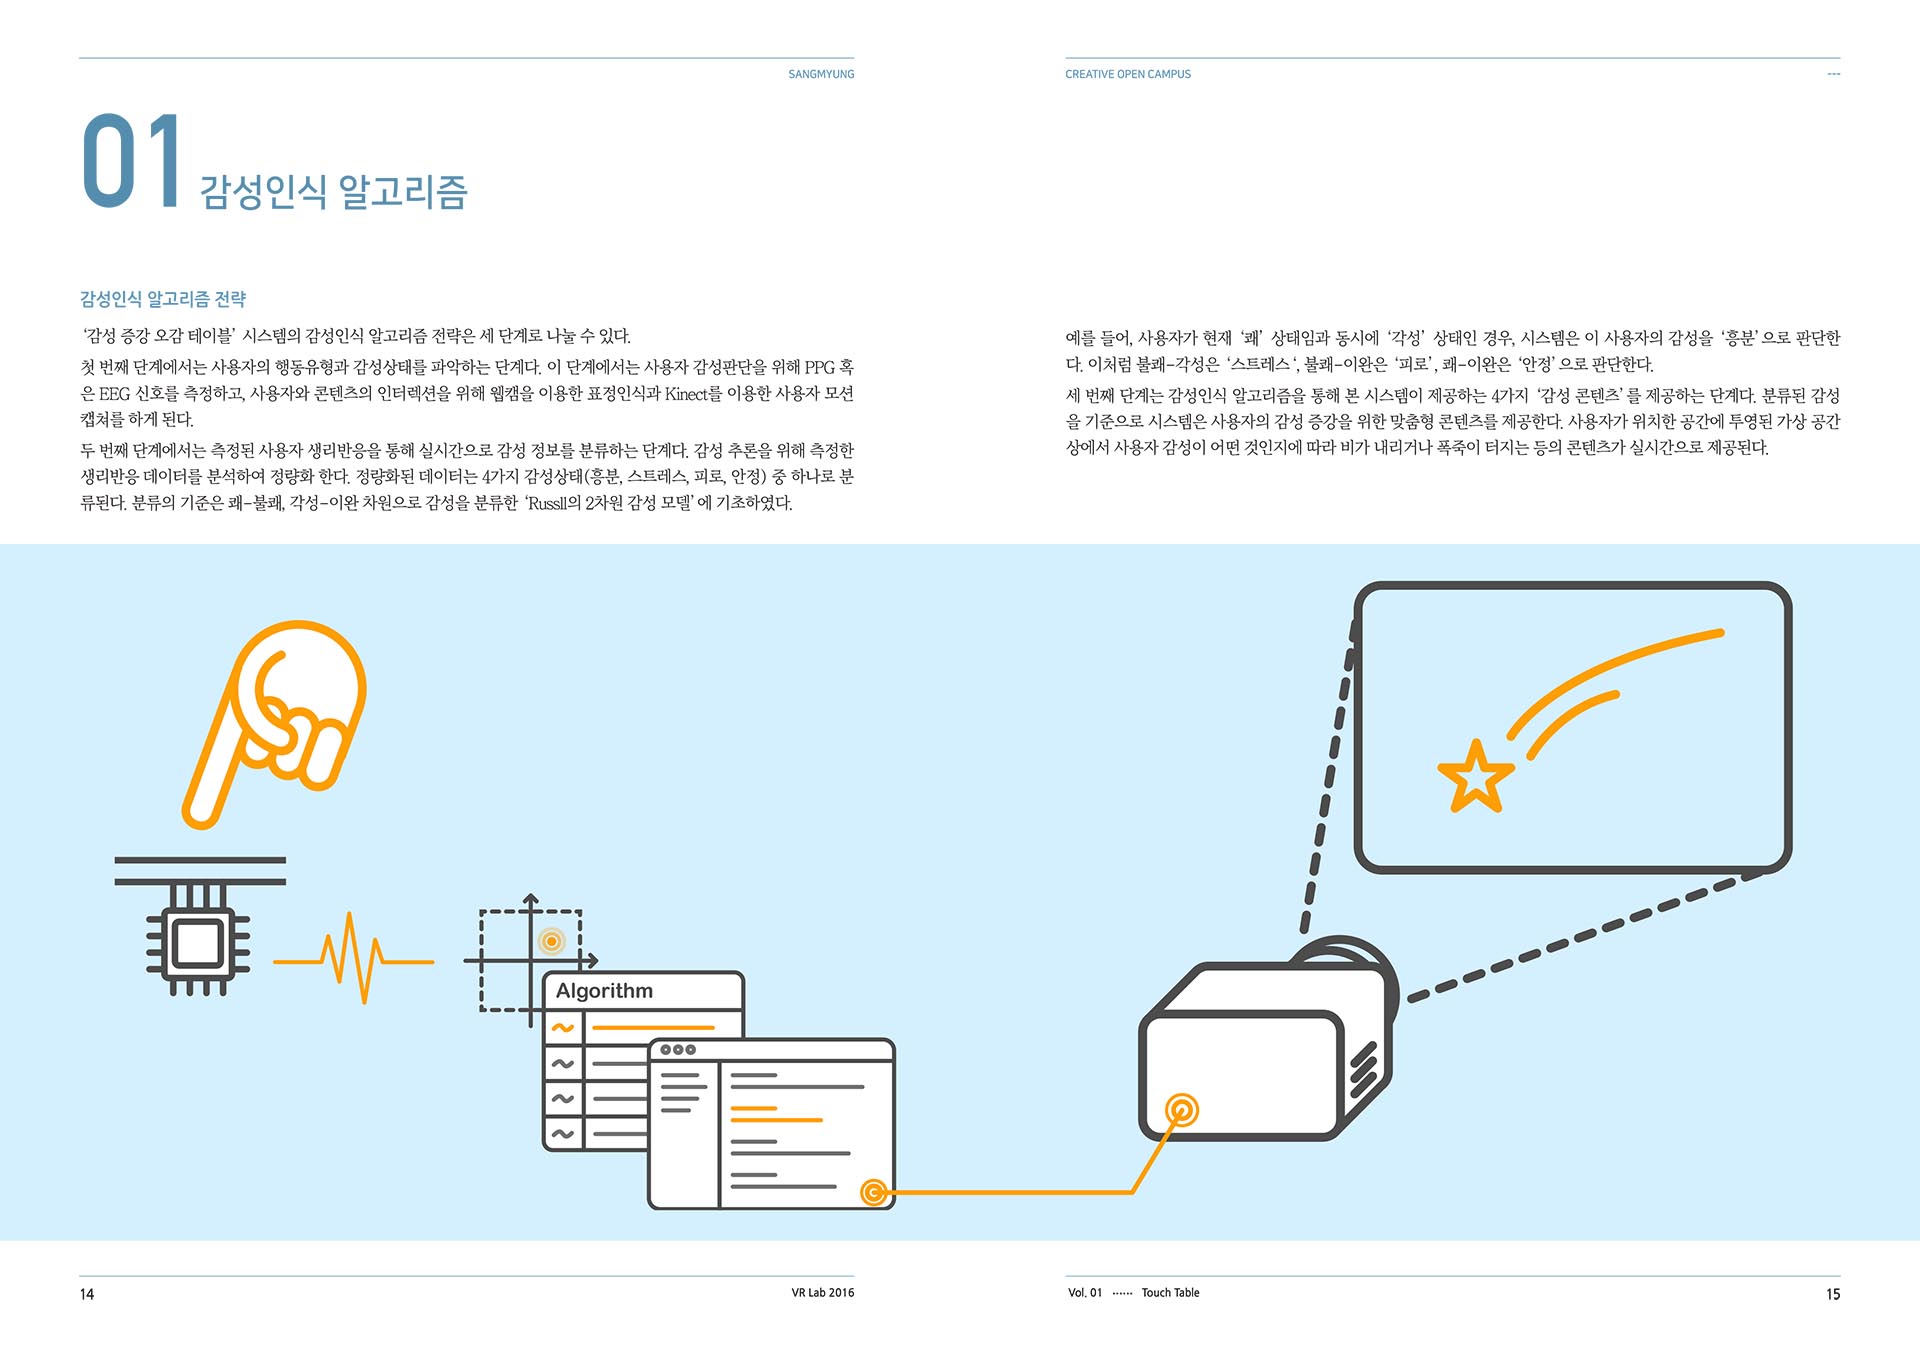 SANGMYUNG
01 감성인식 알고리즘
감성인식 알고리즘 전략
‘감성 증강 오감 테이블’ 시스템의 감성인식 알고리즘 전략은 세 단계로 나눌 수 있다.
첫 번째 단계에서는 사용자의 행동유형과 감성상태를 파악하는 단계다. 이 단계에서는 사용자 감성판단을 위해 PPG 혹
은 EEG 신호를 측정하고, 사용자와 콘텐츠의 인터렉션을 위해 웹캠을 이용한 표정인식과 Kinect를 이용한 사용자 모션
캡쳐를 하게 된다.
두 번째 단계에서는 측정된 사용자 생리반응을 통해 실시간으로 감성 정보를 분류하는 단계다. 감성 추론을 위해 측정한
생리반응 데이터를 분석하여 정량화 한다. 정량화된 데이터는 4가지 감성상태(흥분, 스트레스, 피로, 안정) 중 하나로 분
류된다. 분류의 기준은 쾌-불쾌, 각성-이완 차원으로 감성을 분류한 ‘Russll의 2차원 감성 모델’에 기초하였다.
Algorithm
14
VR Lab 2016
CREATIVE OPEN CAMPUS
---
예를 들어, 사용자가 현재 ‘쾌’ 상태임과 동시에 ‘각성’ 상태인 경우, 시스템은 이 사용자의 감성을 ‘흥분’으로 판단한
다. 이처럼 불쾌-각성은 ‘스트레스‘, 불쾌-이완은 ‘피로’, 쾌-이완은 ‘안정’으로 판단한다.
세 번째 단계는 감성인식 알고리즘을 통해 본 시스템이 제공하는 4가지 ‘감성 콘텐츠’를 제공하는 단계다. 분류된 감성
을 기준으로 시스템은 사용자의 감성 증강을 위한 맞춤형 콘텐츠를 제공한다. 사용자가 위치한 공간에 투영된 가상 공간
상에서 사용자 감성이 어떤 것인지에 따라 비가 내리거나 폭죽이 터지는 등의 콘텐츠가 실시간으로 제공된다.
Vol. 01 ······ Touch Table
15